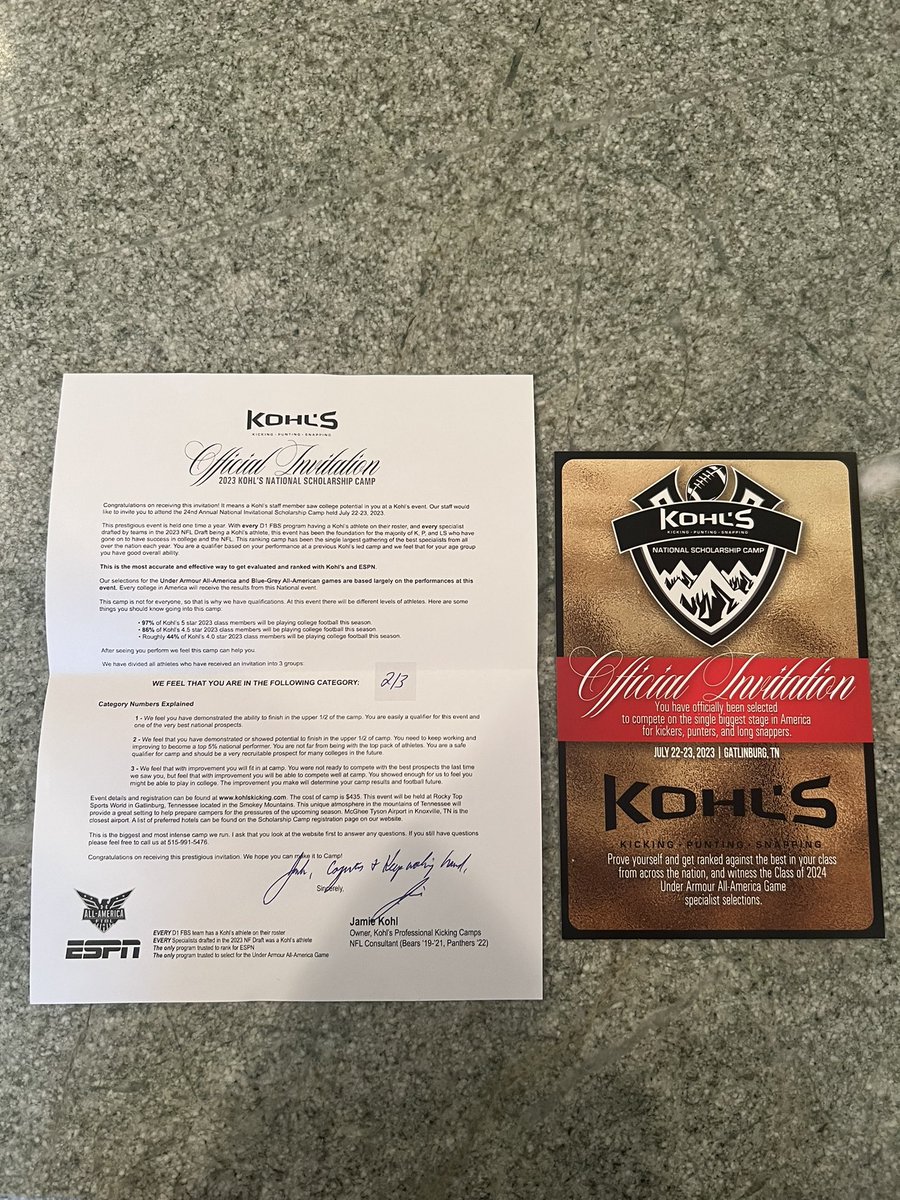 KOHL'S
KICKING • PUNTING • SNAPPING
Official Invitation
2023 KOHL'S NATIONAL SCHOLARSHIP CAMP
Congratulations on receiving this invitation! It means a Kohl's staff member saw college potential in you at a Kohl's event. Our staff
would like to invite you to attend the 24nd Annual National Invitational Scholarship Camp held July 22-23, 2023.
This prestigious event is held one time a year. With every D1 FBS program having a Kohl's athlete on their roster, and every specialist
drafted by teams in the 2023 NFL Draft being a Kohl's athlete, this event has been the foundation for the majority of K, P, and LS who have
gone on to have success in college and the NFL. This ranking camp has been the single largest gathering of the best specialists from all
over the nation each year. You are a qualifier based on your performance at a previous Kohl's led camp and we feel that for your age group
you have good overall ability.
This is the most accurate and effective way to get evaluated and ranked with Kohl's and ESPN.
Our selections for the Under Armour All-America and Blue-Grey All-American games are based largely on the performances at this
event. Every college in America will receive the results from this National event.
This camp is not for everyone, so that is why we have qualifications. At this event there will be different levels of athletes. Here are some
things you should know going into this camp:
• 97% of Kohl's 5 star 2023 class members will be playing college football this season.
• 86% of Kohl's 4.5 star 2023 class members will be playing college football this season.
• Roughly 44% of Kohl's 4.0 star 2023 class members will be playing college football this season.
After seeing you perform we feel this camp can help you.
We have divided all athletes who have received an invitation into 3 groups:
WE FEEL THAT YOU ARE IN THE FOLLOWING CATEGORY: 2/3
Category Numbers Explained
1 - We feel you have demonstrated the ability to finish in the upper 1/2 of the camp. You are easily a qualifier for this event and
one of the very best national prospects.
2 - We feel that you have demonstrated or showed potential to finish in the upper 1/2 of camp. You need to keep working and
improving to become a top 5% national performer. You are not far from being with the top pack of athletes. You are a safe
qualifier for camp and should be a very recruitable prospect for many colleges in the future.
3 - We feel that with improvement you will fit in at camp. You were not ready to compete with the best prospects the last time
we saw you, but feel that with improvement you will be able to compete well at camp. You showed enough for us to feel you
might be able to play in college. The improvement you make will determine your camp results and football future.
Event details and registration can be found at www.kohlskicking.com. The cost of camp is $435. This event will be held at Rocky Top
Sports World in Gatlinburg, Tennessee located in the Smokey Mountains. This unique atmosphere in the mountains of Tennessee will
provide a great setting to help prepare campers for the pressures of the upcoming season. McGhee Tyson Airport in Knoxville, TN is the
closest airport. A list of preferred hotels can be found on the Scholarship Camp registration page on our website.
This is the biggest and most intense camp we run. I ask that you look at the website first to answer any questions. If you still have questions
please feel free to call us at 515-991-5476.
Congratulations on receiving this prestigious invitation. We hope you can make it to Camp!
Sincerely,
Jamie Kohl
Owner, Kohl's Professional Kicking Camps
NFL Consultant (Bears '19-'21, Panthers '22)
ALL-AMERICA
ESPN
EVERY D1 FBS team has a Kohl's athlete on their roster
EVERY Specialists drafted in the 2023 NF Draft was a Kohl's athlete
The only program trusted to rank for ESPN
The only program trusted to select for the Under Armour All-America Game
KOHL'S
KICKING • PUNTING • SNAPPING
NATIONAL SCHOLARSHIP CAMP
Official Invitation
You have officially been selected
to compete on the single biggest stage in America
for kickers, punters, and long snappers.
JULY 22-23, 2023 | GATLINBURG, TN
KOHL'S
KICKING • PUNTING • SNAPPING
Prove yourself and get ranked against the best in your class
from across the nation, and witness the Class of 2024
Under Armour All-America Game
specialist selections.